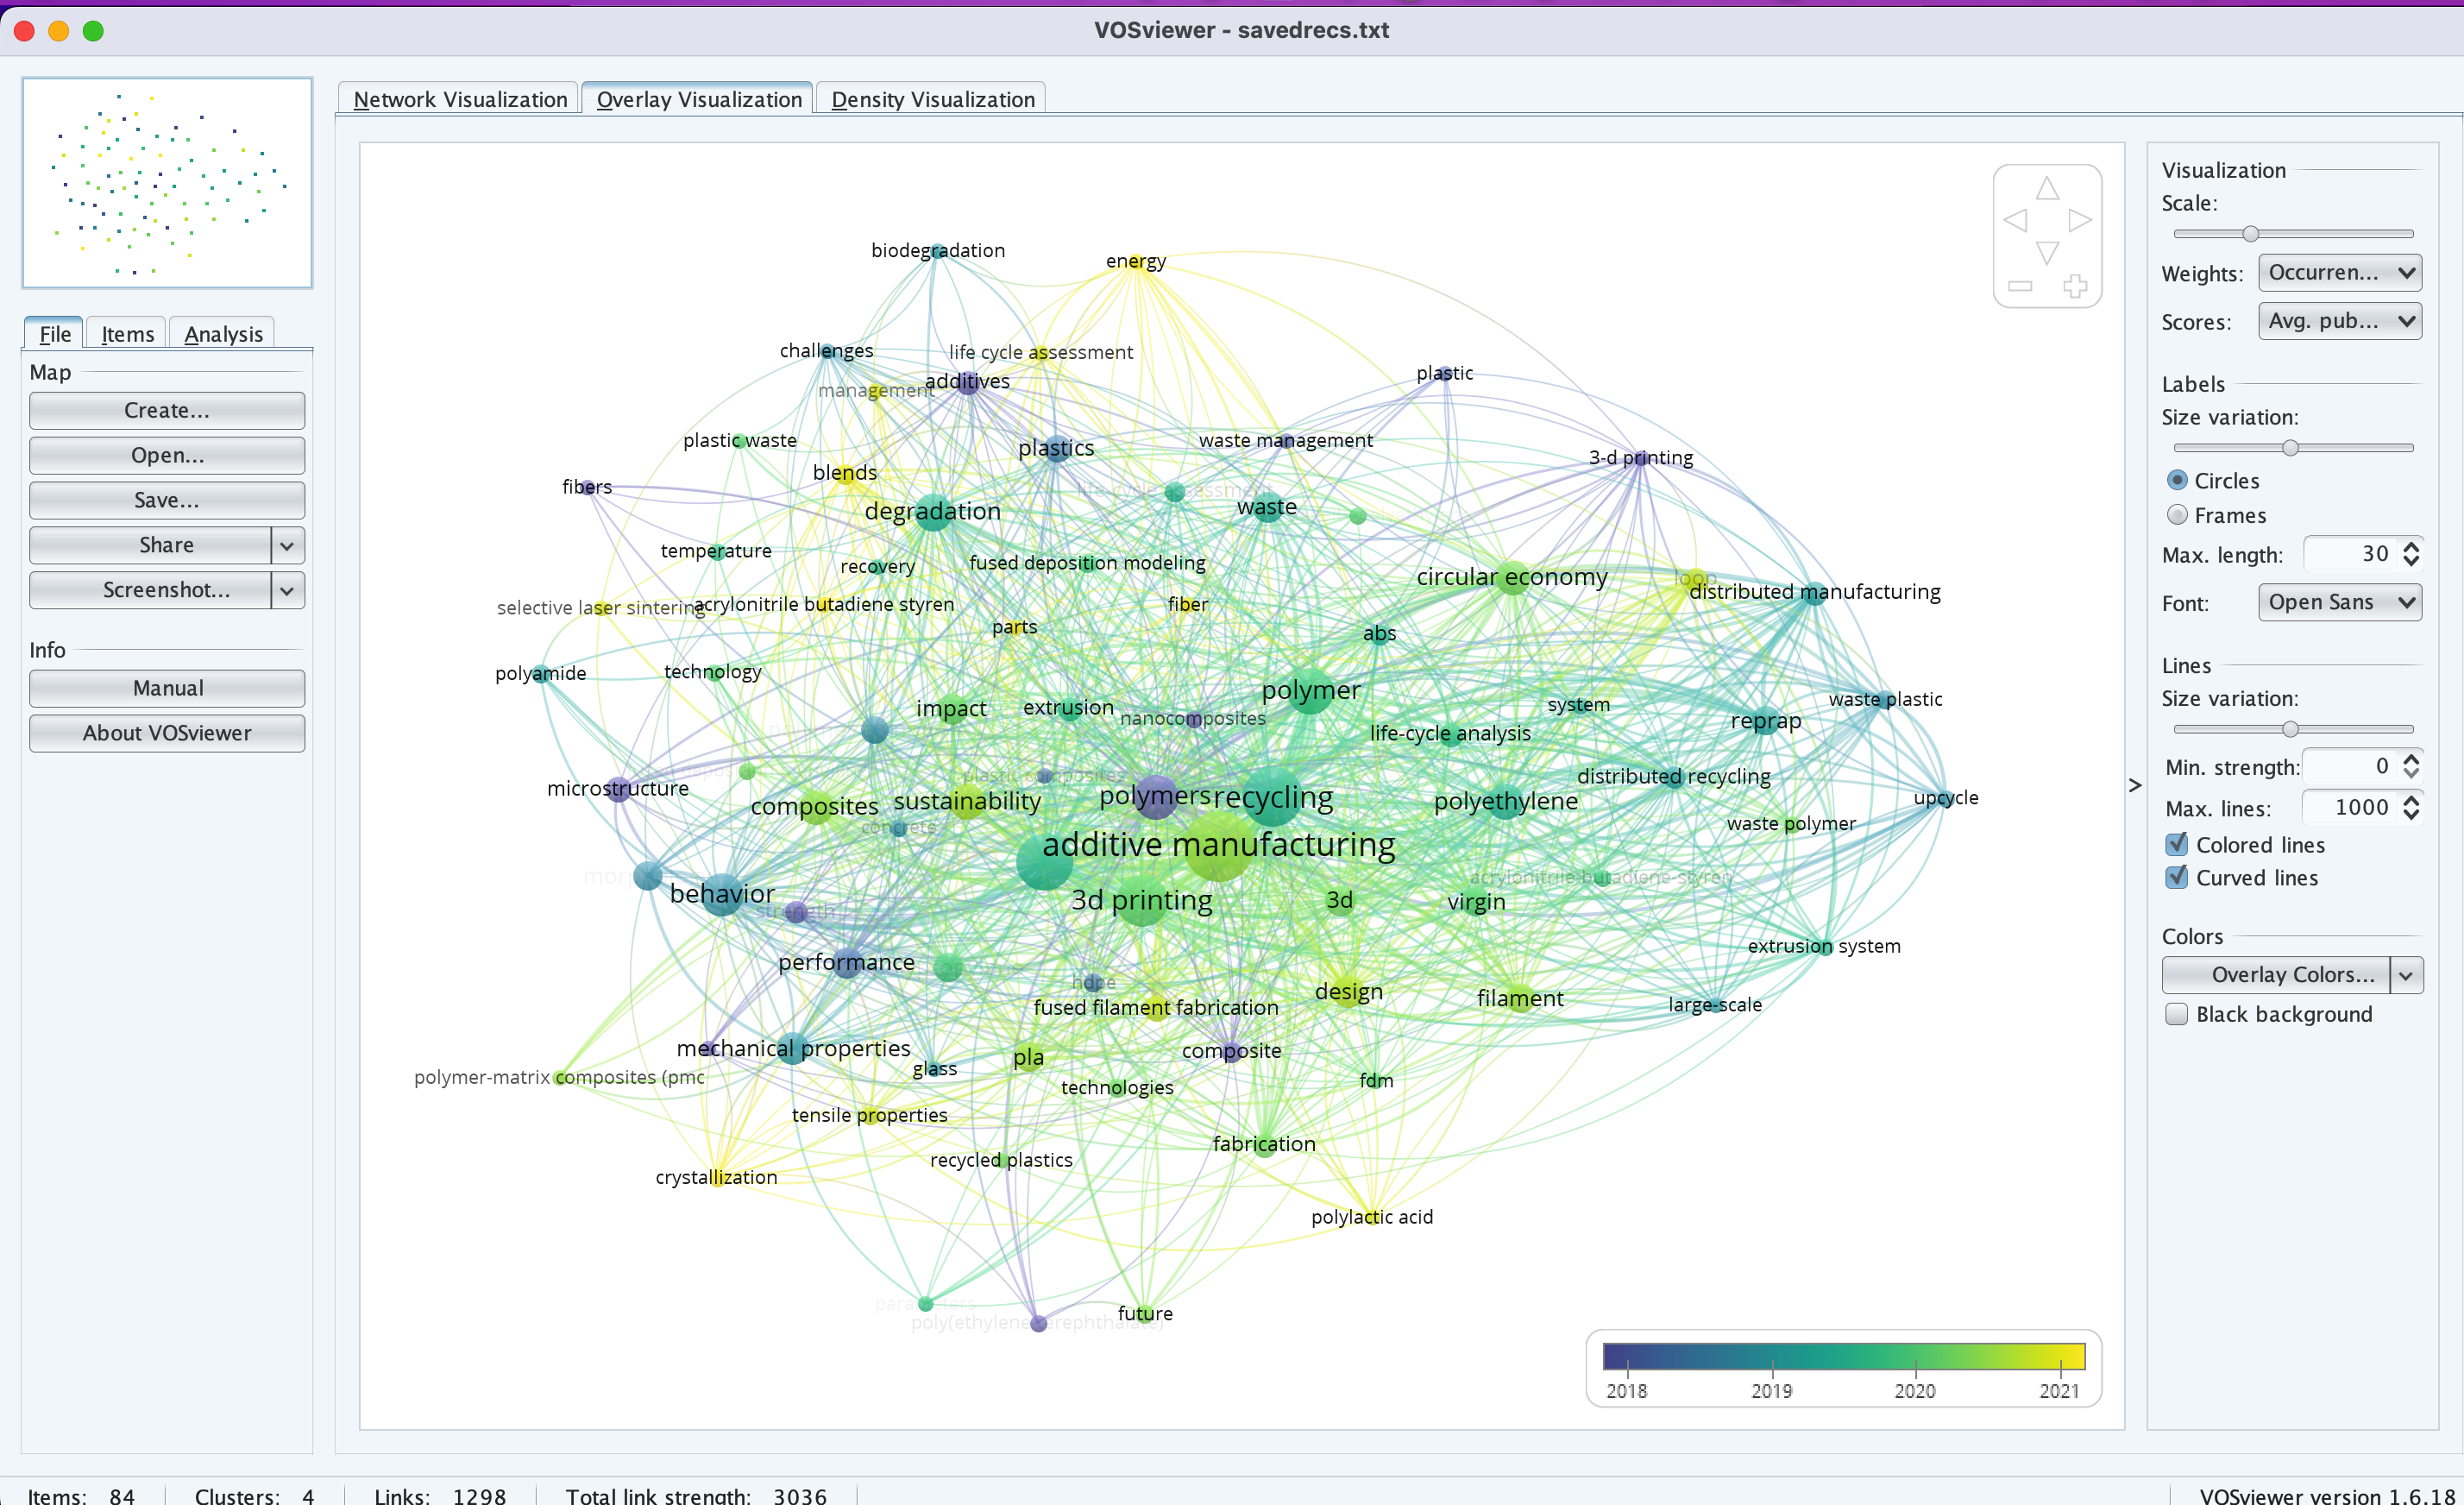 VOSviewer - savedrecs.txt
Network Visualization
Overlay Visualization
Density Visualization
File
Items
Analysis
Map
Create...
Open...
Save...
Share
Screenshot...
Info
Manual
About VOSviewer
biodegradation
energy
challenges
life cycle assessment
additives
management
plastic
plastic waste
plastics
waste management
3-d printing
blends
fibers
life-cycle assessment
degradation
waste
temperature
recovery
fused deposition modeling
circular economy
loop
distributed manufacturing
selective laser sintering
acrylonitrile butadiene styren
fiber
parts
abs
polyamide
technology
polymer
impact
extrusion
nanocomposites
system
waste plastic
reprap
life-cycle analysis
plastic composites
distributed recycling
microstructure
composites
sustainability
polymers
recycling
polyethylene
upcycle
concrete
waste polymer
additive manufacturing
acrylonitrile-butadiene-styren
behavior
strength
3d printing
3d
virgin
extrusion system
performance
hdpe
fused filament fabrication
design
filament
large-scale
mechanical properties
composite
pla
glass
polymer-matrix composites (pmc
technologies
fdm
tensile properties
fabrication
recycled plastics
crystallization
polylactic acid
parameters
future
poly(ethylene terephthalate)
2018
2019
2020
2021
>
Visualization
Scale:
Weights: Occurren...
Scores: Avg. pub...
Labels
Size variation:
Circles
Frames
Max. length: 30
Font: Open Sans
Lines
Size variation:
Min. strength: 0
Max. lines: 1000
Colored lines
Curved lines
Colors
Overlay Colors...
Black background
Items: 84
Clusters: 4
Links: 1298
Total link strength: 3036
VOSviewer version 1.6.18